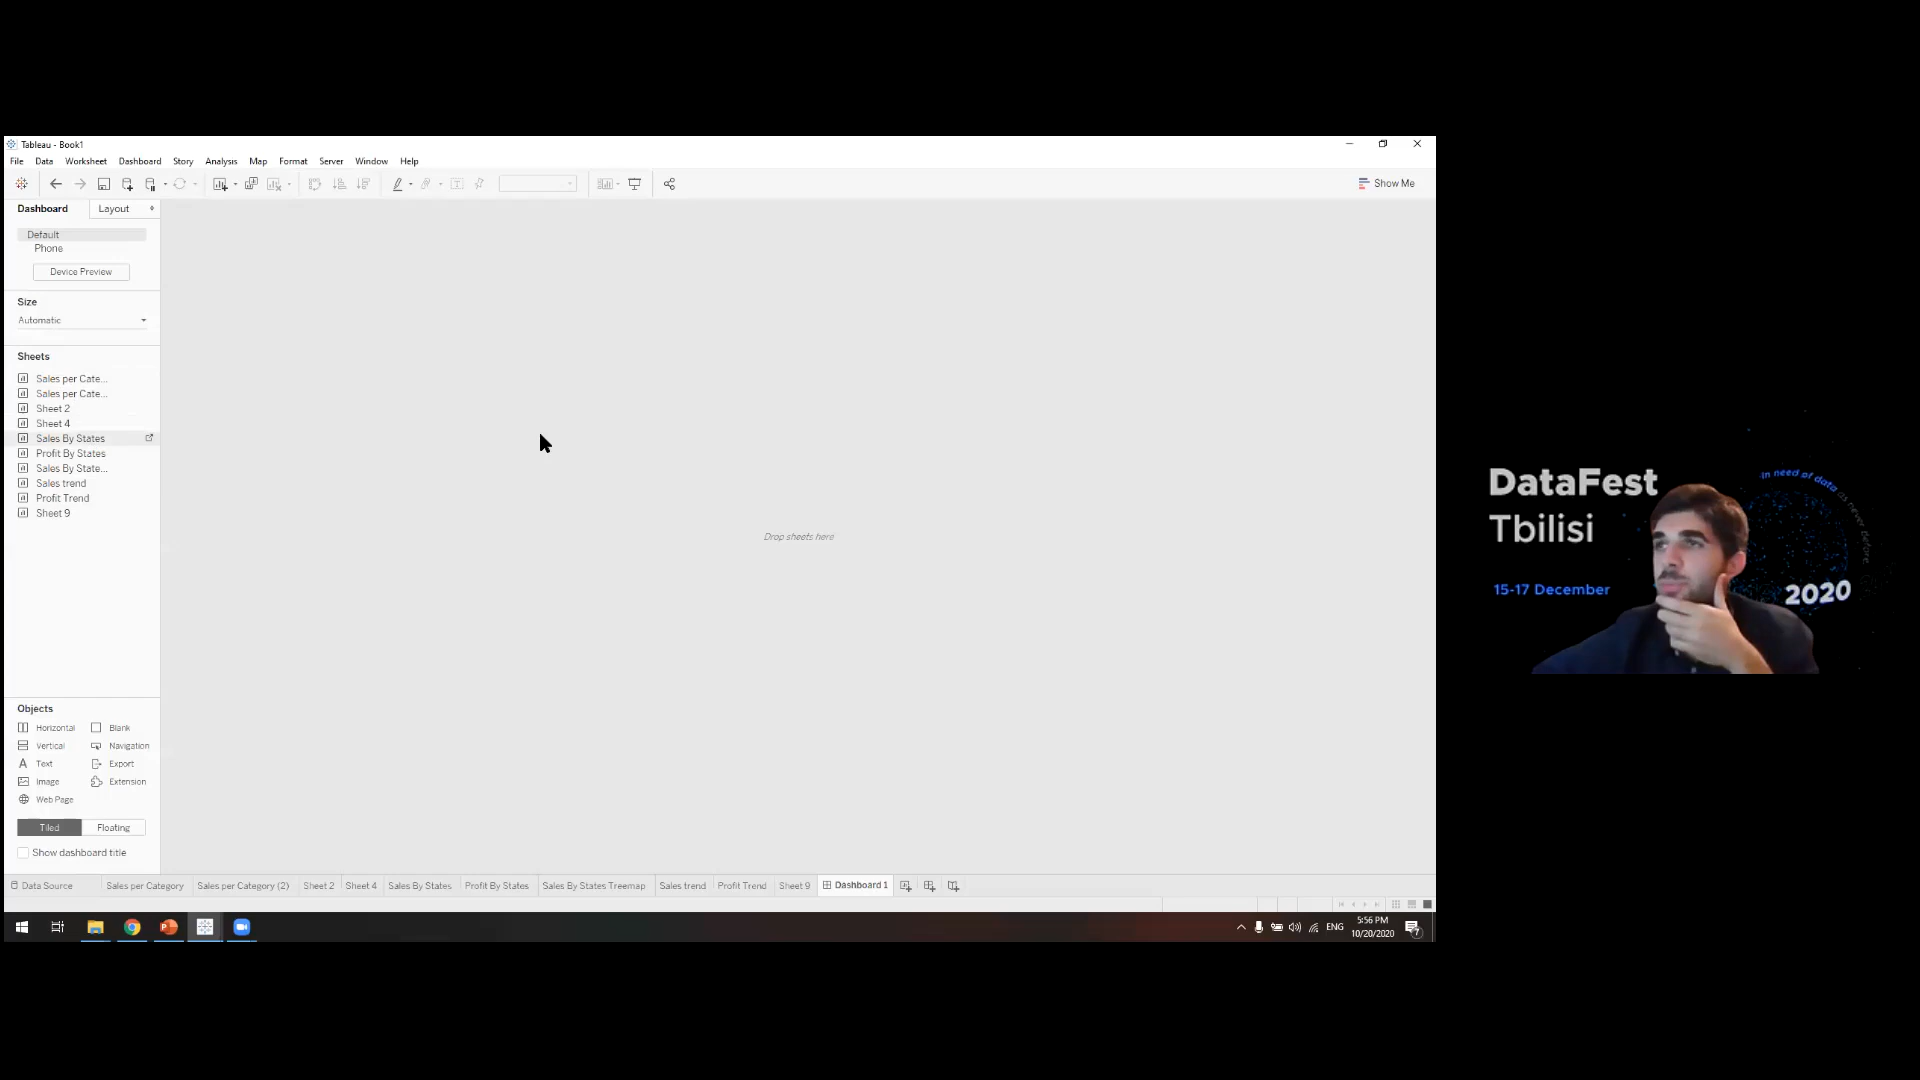 Tableau - Book1
File Data Worksheet Dashboard Story Analysis Map Format Server Window Help
Show Me
Dashboard Layout
Default
Phone
Device Preview
Size
Automatic
Sheets
Sales per Cate...
Sales per Cate...
Sheet 2
Sheet 4
Sales By States
Profit By States
Sales By State...
Sales trend
Profit Trend
Sheet 9
Drop sheets here
Objects
Horizontal Blank
Vertical Navigation
Text Export
Image Extension
Web Page
Tiled Floating
Show dashboard title
Data Source Sales per Category Sales per Category (2) Sheet 2 Sheet 4 Sales By States Profit By States Sales By States Treemap Sales trend Profit Trend Sheet 9 Dashboard 1
ENG
5:56 PM
10/20/2020
7
DataFest
Tbilisi
15-17 December
In need of data as never before
2020